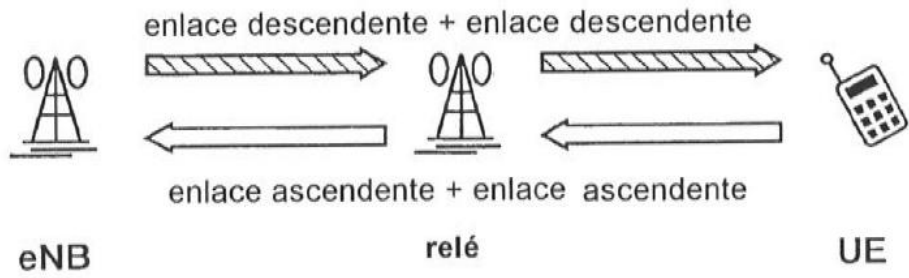 enlace descendente + enlace descendente
enlace ascendente + enlace ascendente
eNB relé UE